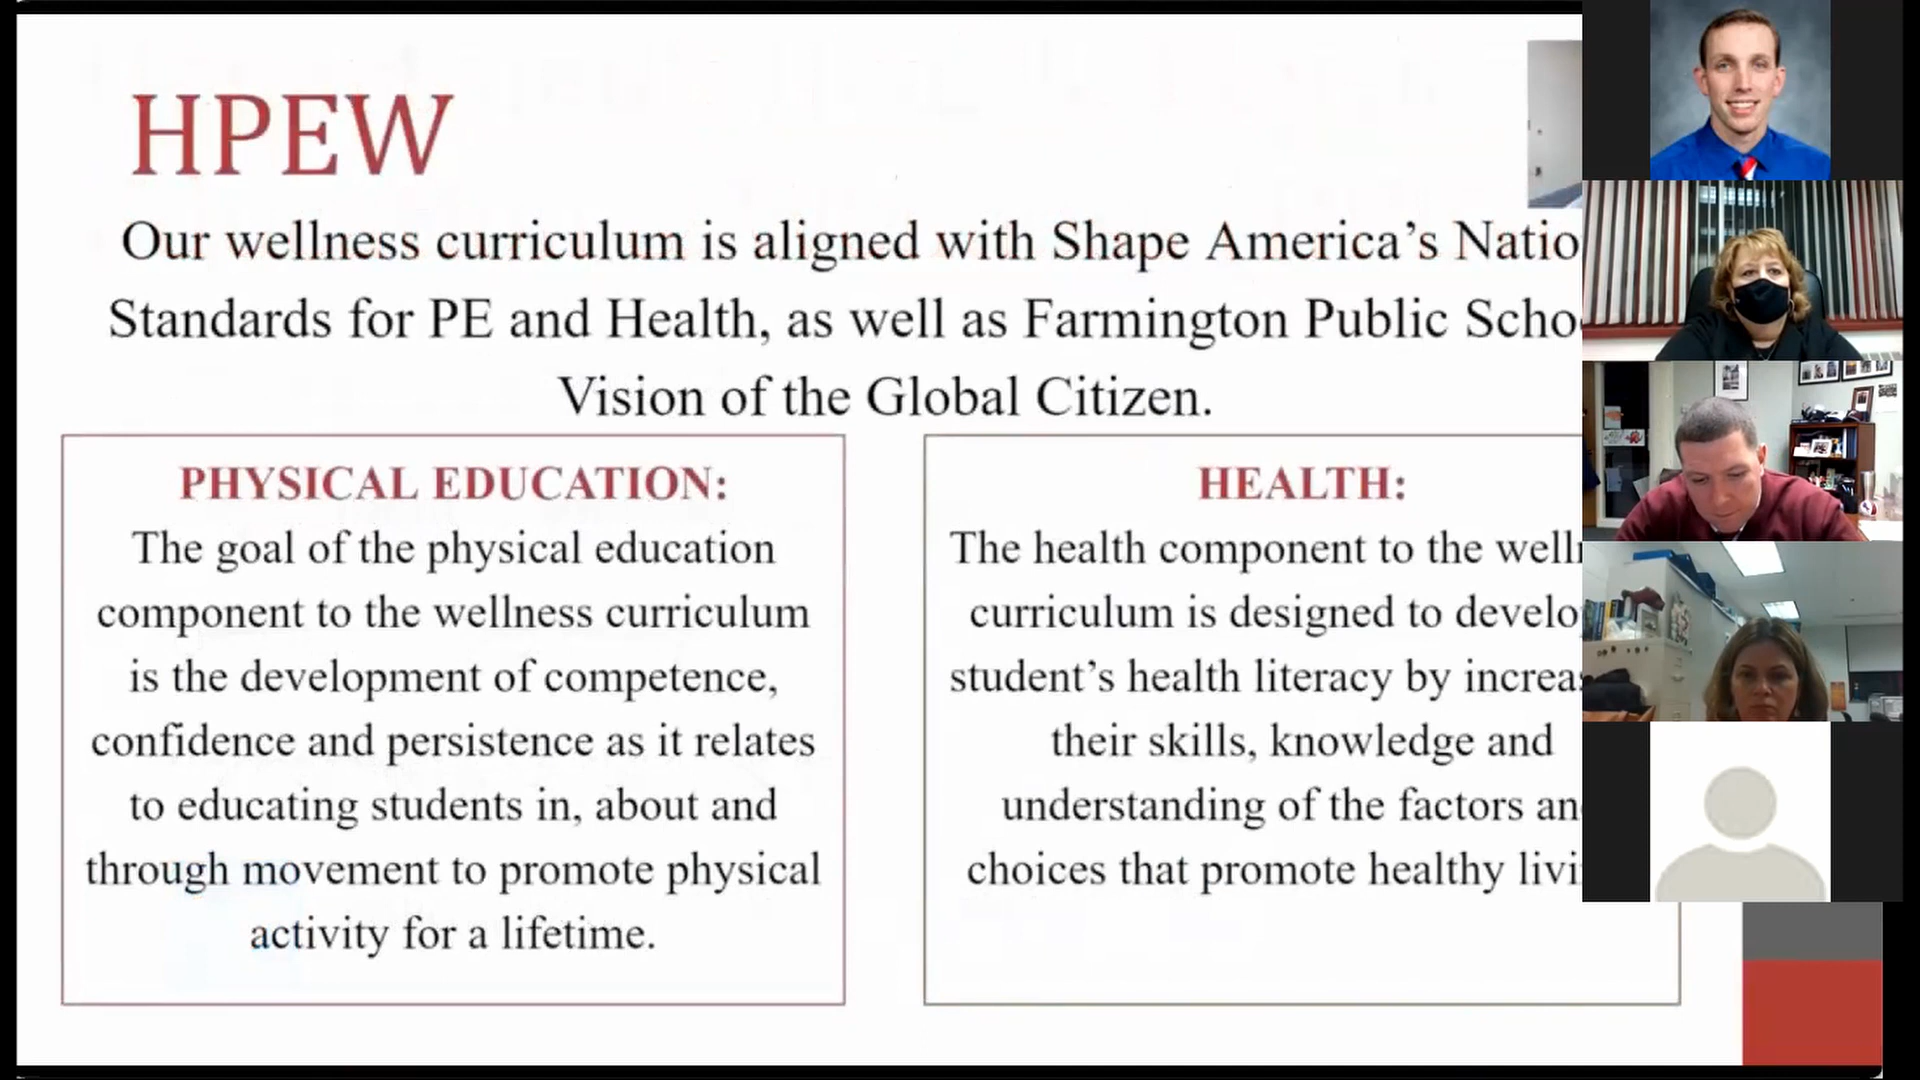 HPEW
Our wellness curriculum is aligned with Shape America’s Natio
Standards for PE and Health, as well as Farmington Public Scho
Vision of the Global Citizen.
PHYSICAL EDUCATION:
The goal of the physical education
component to the wellness curriculum
is the development of competence,
confidence and persistence as it relates
to educating students in, about and
through movement to promote physical
activity for a lifetime.
HEALTH:
The health component to the well
curriculum is designed to develo
student’s health literacy by increas
their skills, knowledge and
understanding of the factors an
choices that promote healthy livi